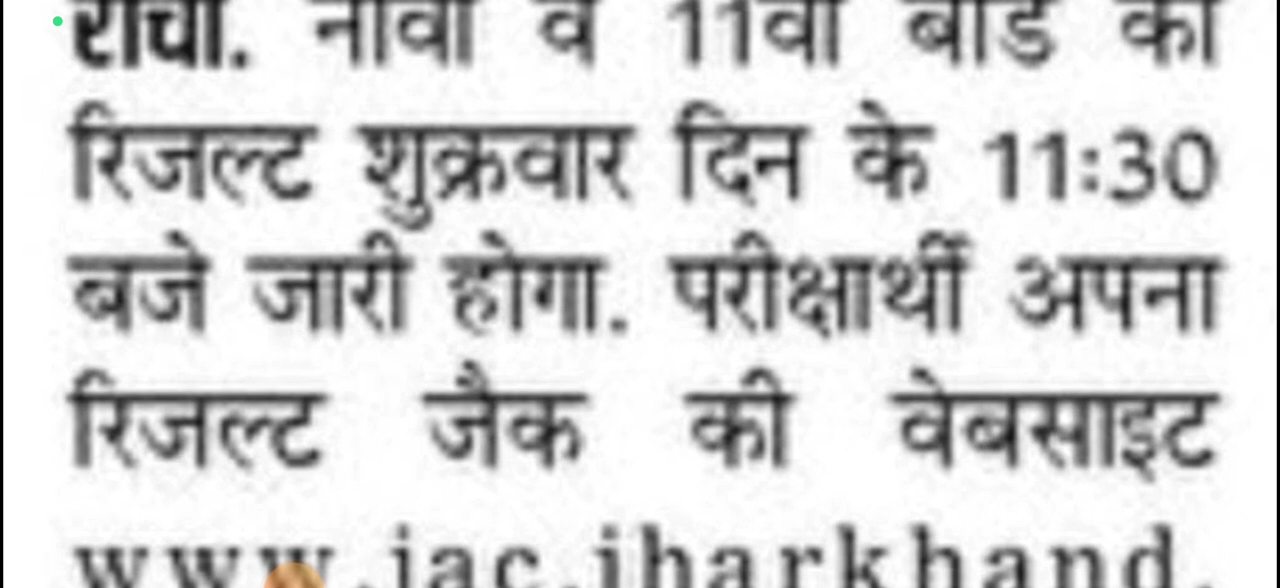 रांची. नौवीं व 11वीं बोर्ड का
रिजल्ट शुक्रवार दिन के 11:30
बजे जारी होगा. परीक्षार्थी अपना
रिजल्ट जैक की वेबसाइट
www.jac.jharkhand.